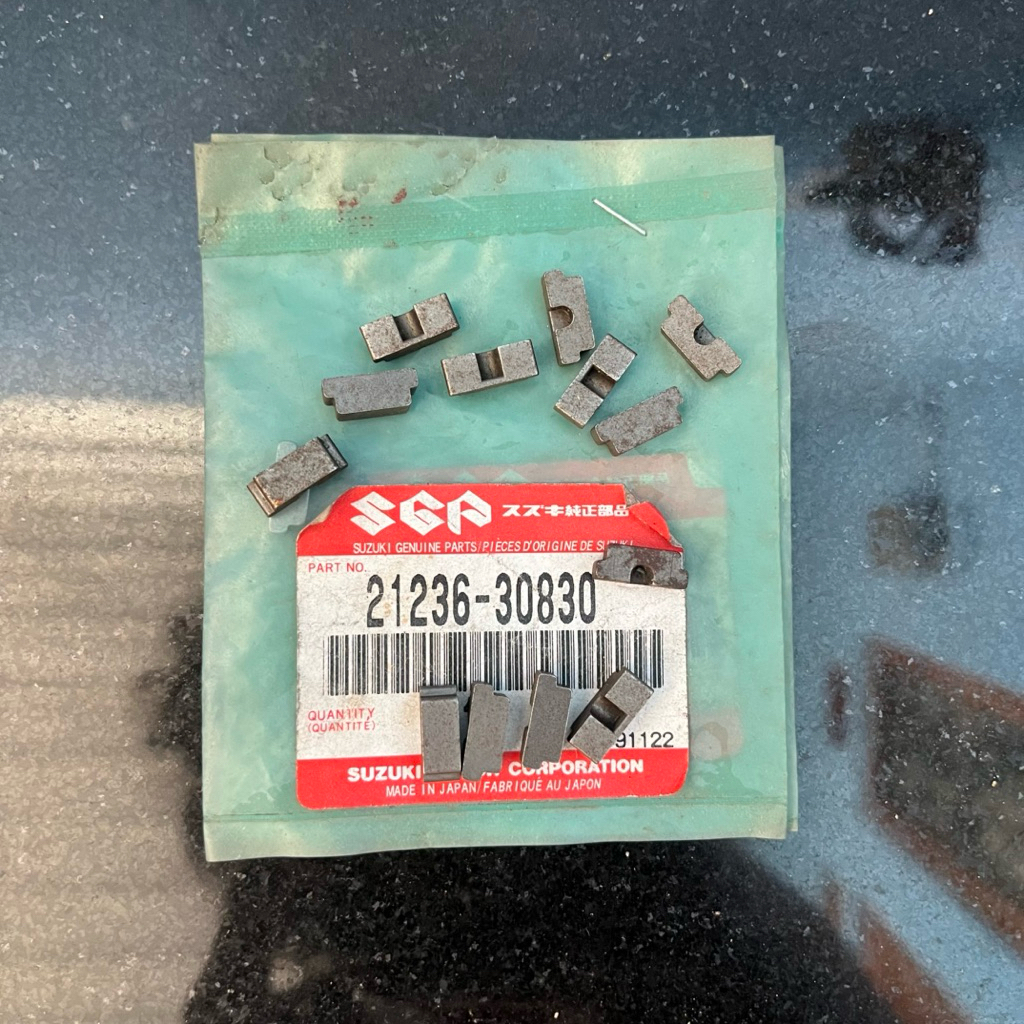 SGP スズキ純正部品
SUZUKI GENUINE PARTS/PIÈCES D'ORIGINE DE SUZUKI
PART NO.
21236-30830
QUANTITY
(QUANTITÉ)
91122
SUZUKI CORPORATION
MADE IN JAPAN/FABRIQUÉ AU JAPON